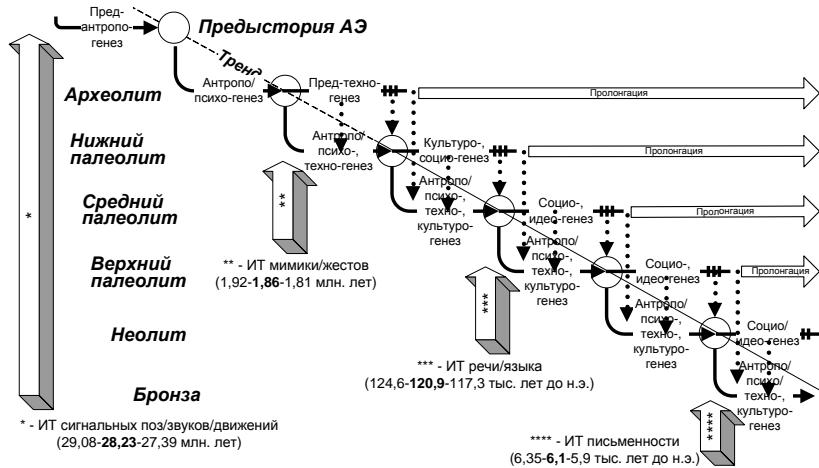 Пред-
антропо-
генез
Предыстория АЭ
Тренд
Археолит
Антропо/
психо-генез
Пред-техно-
генез
Пролонгация
Нижний
палеолит
Антропо/
психо-,
техно-генез
Культуро-,
социо-генез
Пролонгация
*
**
Средний
палеолит
Антропо/
психо-,
техно-,
культуро-
генез
Социо-,
идео-генез
Пролонгация
** - ИТ мимики/жестов
(1,92-1,86-1,81 млн. лет)
Верхний
палеолит
Антропо/
психо-,
техно-,
культуро-
генез
Социо-,
идео-генез
Пролонгация
***
Неолит
Антропо/
психо-,
техно-,
культуро-
генез
Социо/
идео-генез
*** - ИТ речи/языка
(124,6-120,9-117,3 тыс. лет до н.э.)
Бронза
Антропо/
психо/
техно-,
культуро-
генез
* - ИТ сигнальных поз/звуков/движений
(29,08-28,23-27,39 млн. лет)
****
**** - ИТ письменности
(6,35-6,1-5,9 тыс. лет до н.э.)